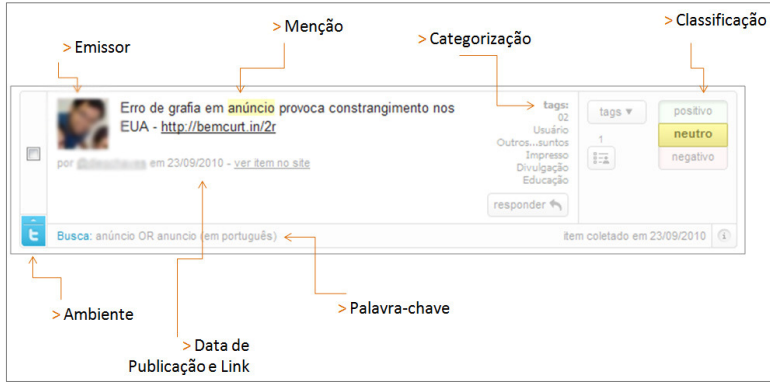 > Classificação
> Menção
> Categorização
> Emissor
Erro de grafia em anúncio provoca constrangimento nos
EUA - http://bemcurt.in/2r
por em 23/09/2010 - ver item no site
tags:
02
Usuário
Outros...suntos
Impresso
Divulgação
Educação
responder
tags ▼
1
positivo
neutro
negativo
Busca: anúncio OR anuncio (em português)
item coletado em 23/09/2010
> Ambiente
> Palavra-chave
> Data de
Publicação e Link